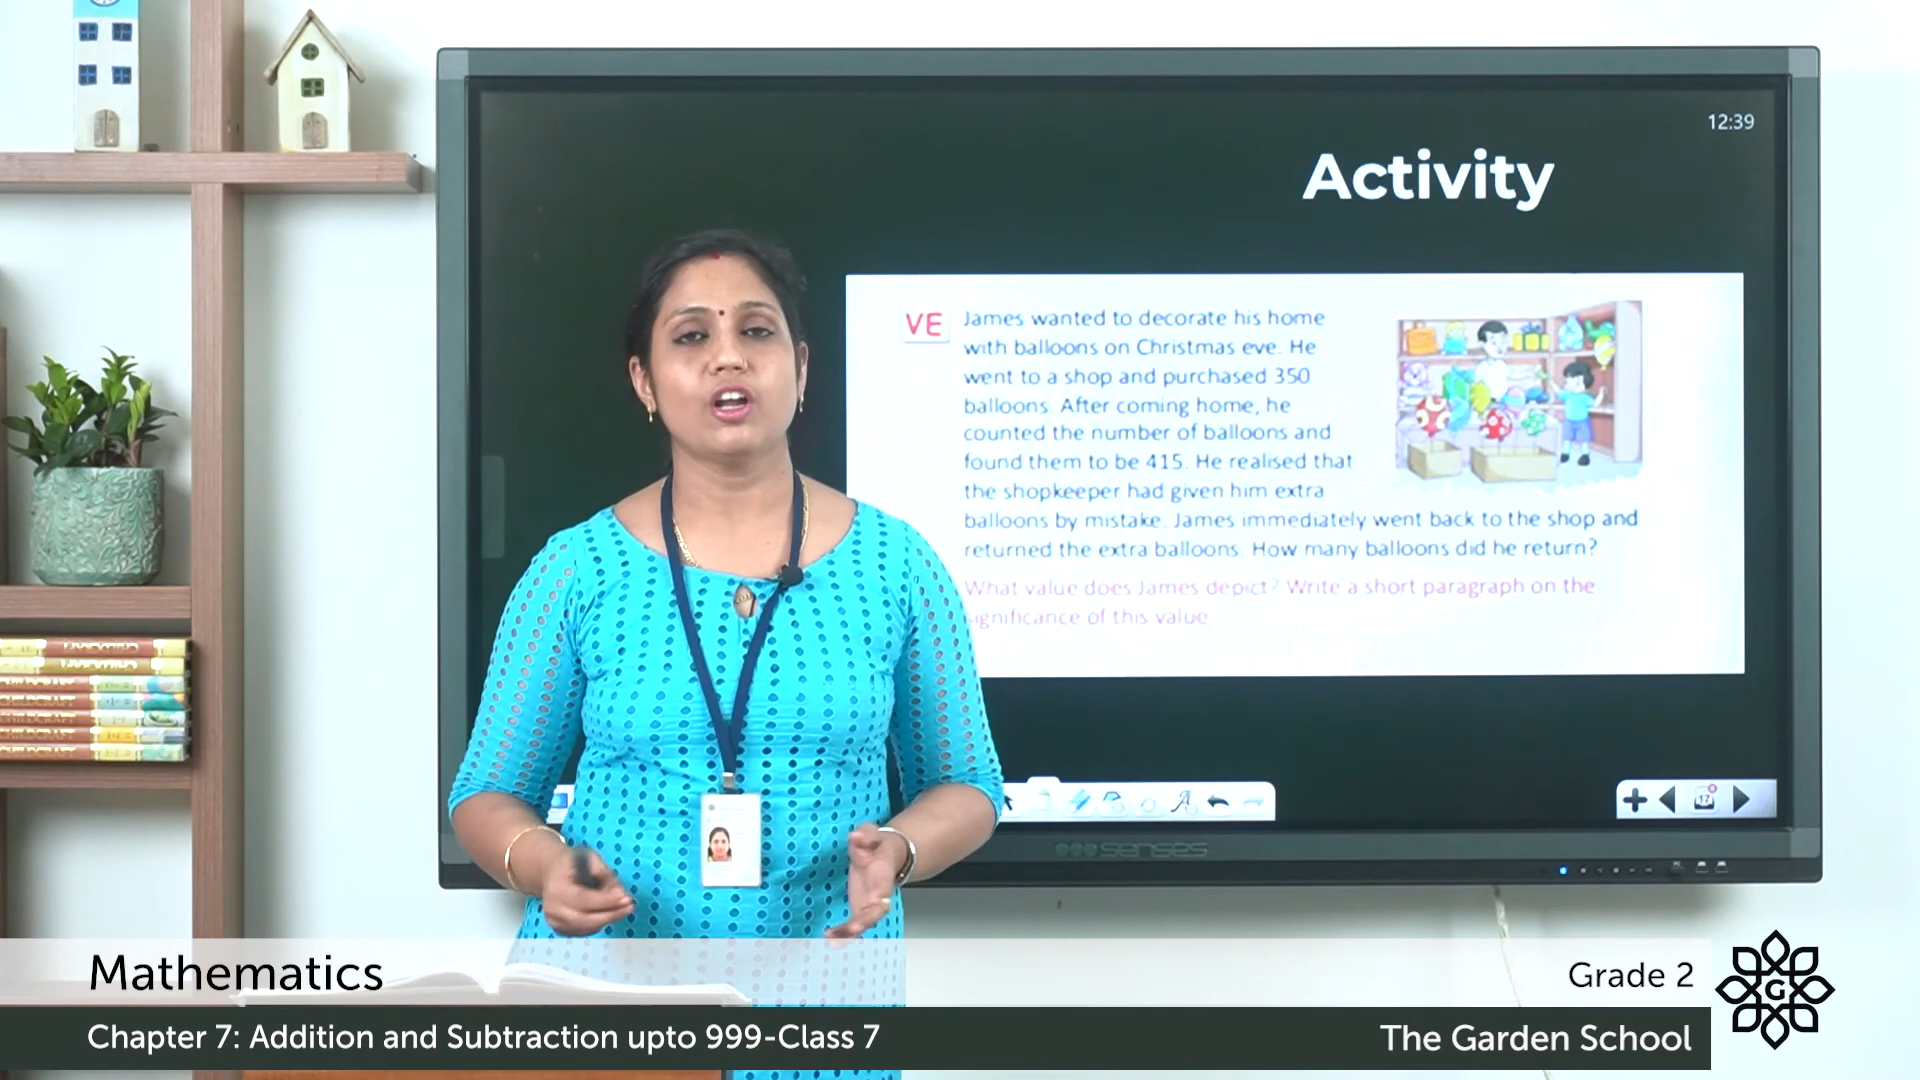 12:39
Activity
VE
James wanted to decorate his home
with balloons on Christmas eve. He
went to a shop and purchased 350
balloons. After coming home, he
counted the number of balloons and
found them to be 415. He realised that
the shopkeeper had given him extra
balloons by mistake. James immediately went back to the shop and
returned the extra balloons. How many balloons did he return?
What value does James depict? Write a short paragraph on the
significance of this value
17
senses
CHILDCRAFT
CHILDCRAFT
Mathematics
Grade 2
G
Chapter 7: Addition and Subtraction upto 999-Class 7
The Garden School